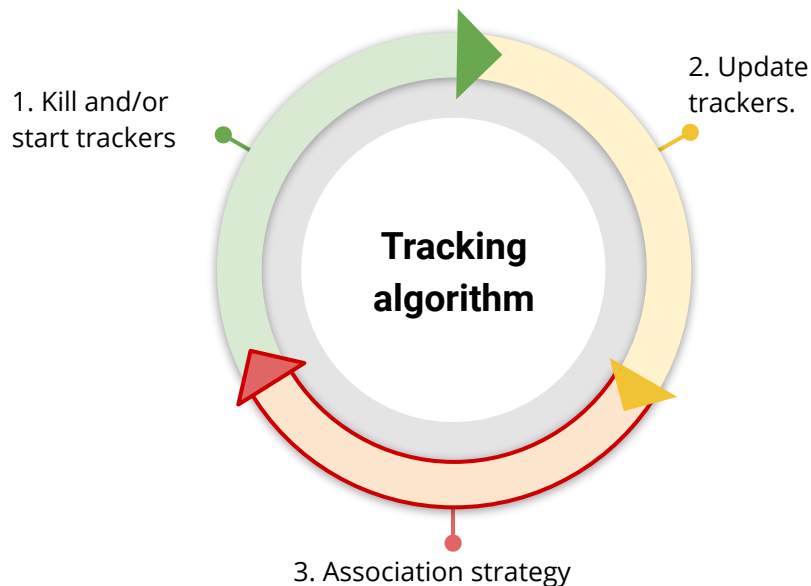 1. Kill and/or
start trackers
2. Update
trackers.
Tracking
algorithm
3. Association strategy